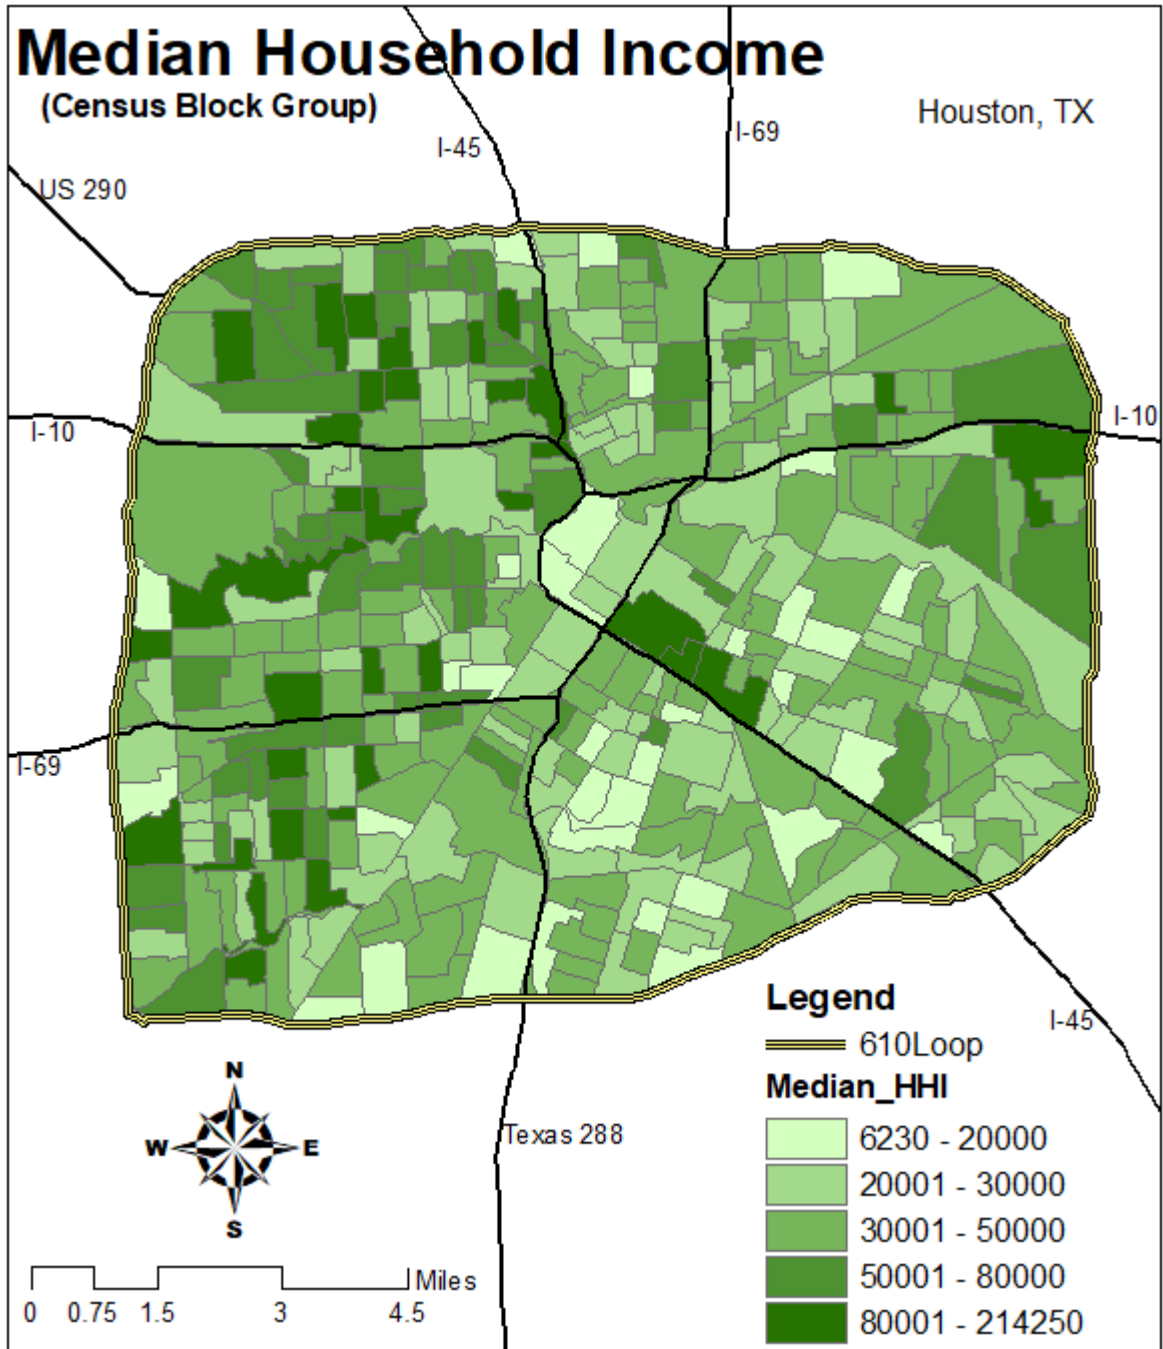 Median Household Income
(Census Block Group)
Houston, TX
I-45
I-69
US 290
I-10
I-10
I-69
Legend
610Loop
Median_HHI
6230 - 20000
20001 - 30000
30001 - 50000
50001 - 80000
80001 - 214250
I-45
Texas 288
N
W
E
S
Miles
0 0.75 1.5 3 4.5